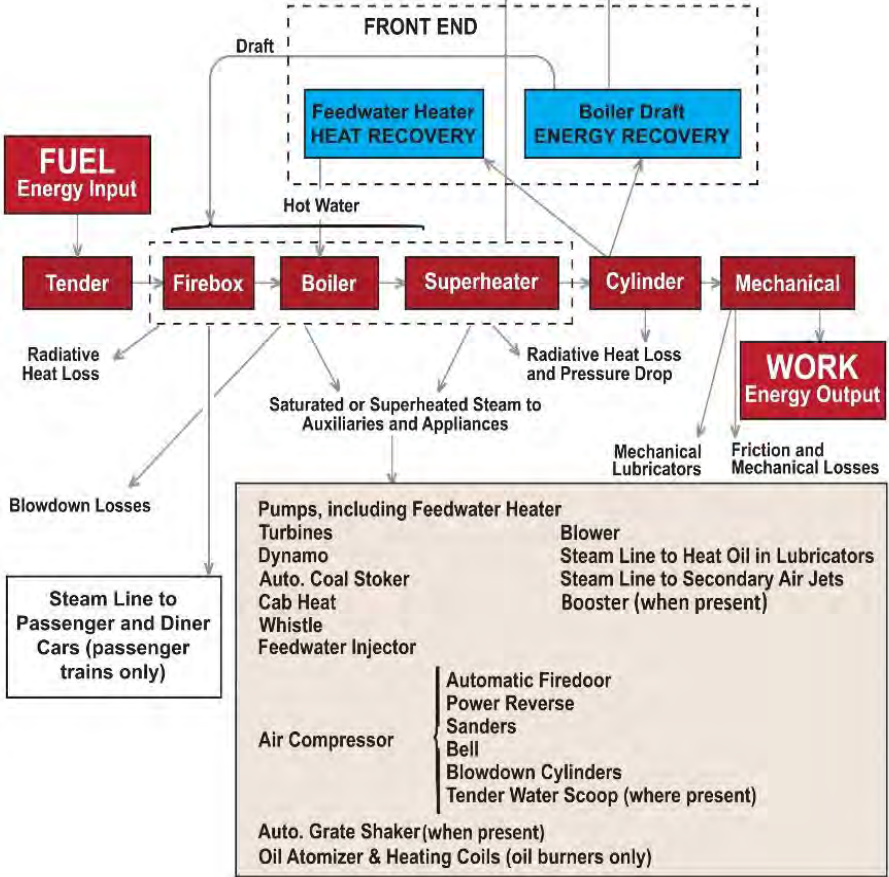 FRONT END
Draft
Feedwater Heater
HEAT RECOVERY
Boiler Draft
ENERGY RECOVERY
FUEL
Energy Input
Hot Water
Tender
Firebox
Boiler
Superheater
Cylinder
Mechanical
Radiative
Heat Loss
Radiative Heat Loss
and Pressure Drop
WORK
Energy Output
Saturated or Superheated Steam to
Auxiliaries and Appliances
Mechanical
Lubricators
Friction and
Mechanical Losses
Blowdown Losses
Steam Line to
Passenger and Diner
Cars (passenger
trains only)
Pumps, including Feedwater Heater
Turbines
Dynamo
Auto. Coal Stoker
Cab Heat
Whistle
Feedwater Injector
Blower
Steam Line to Heat Oil in Lubricators
Steam Line to Secondary Air Jets
Booster (when present)
Air Compressor
Automatic Firedoor
Power Reverse
Sanders
Bell
Blowdown Cylinders
Tender Water Scoop (where present)
Auto. Grate Shaker (when present)
Oil Atomizer & Heating Coils (oil burners only)